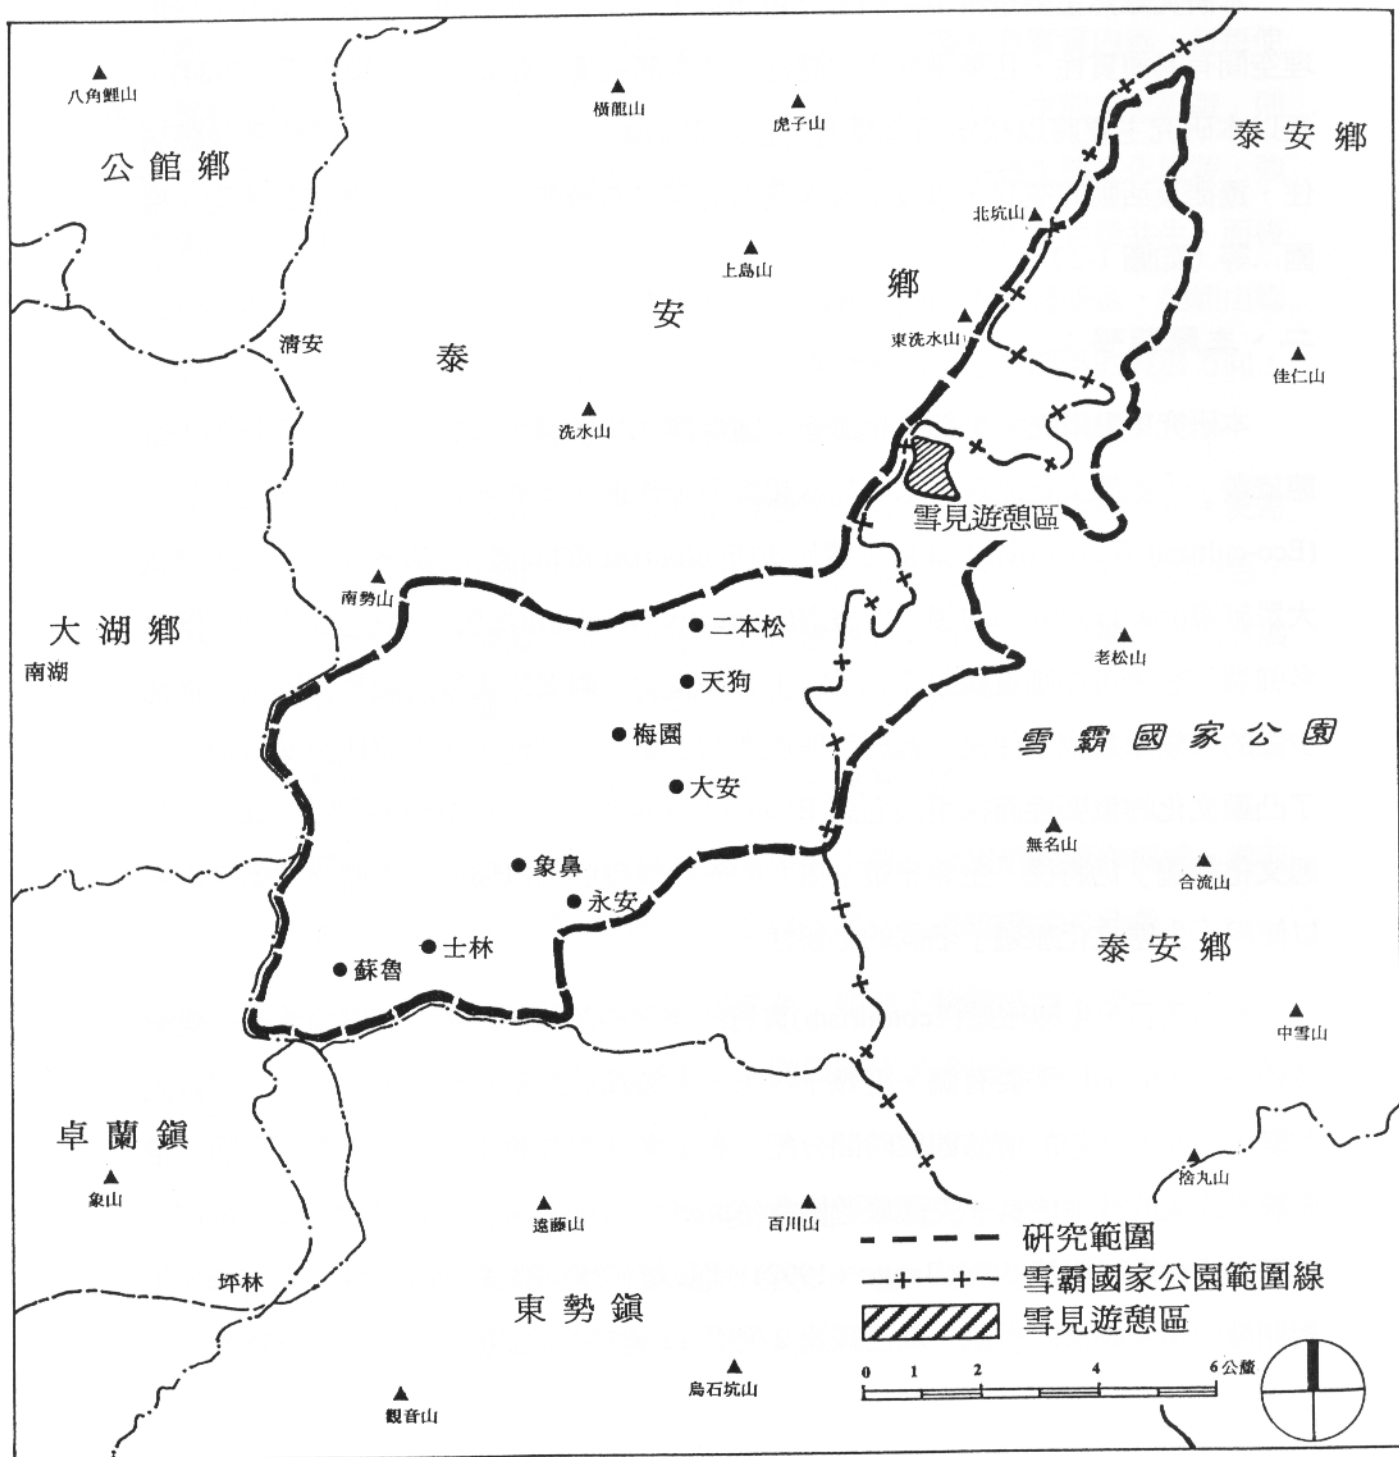 八角鯉山
橫龍山
虎子山
公館鄉
泰安鄉
北坑山
上島山
鄉
安
泰
清安
東洗水山
佳仁山
洗水山
雪見遊憩區
南勢山
大湖鄉
南湖
二本松
老松山
天狗
梅園
雪霸國家公園
大安
無名山
合流山
象鼻
永安
泰安鄉
士林
蘇魯
中雪山
卓蘭鎮
象山
捨丸山
遠藤山
百川山
坪林
東勢鎮
研究範圍
雪霸國家公園範圍線
雪見遊憩區
烏石坑山
觀音山
0 1 2 4 6 公釐